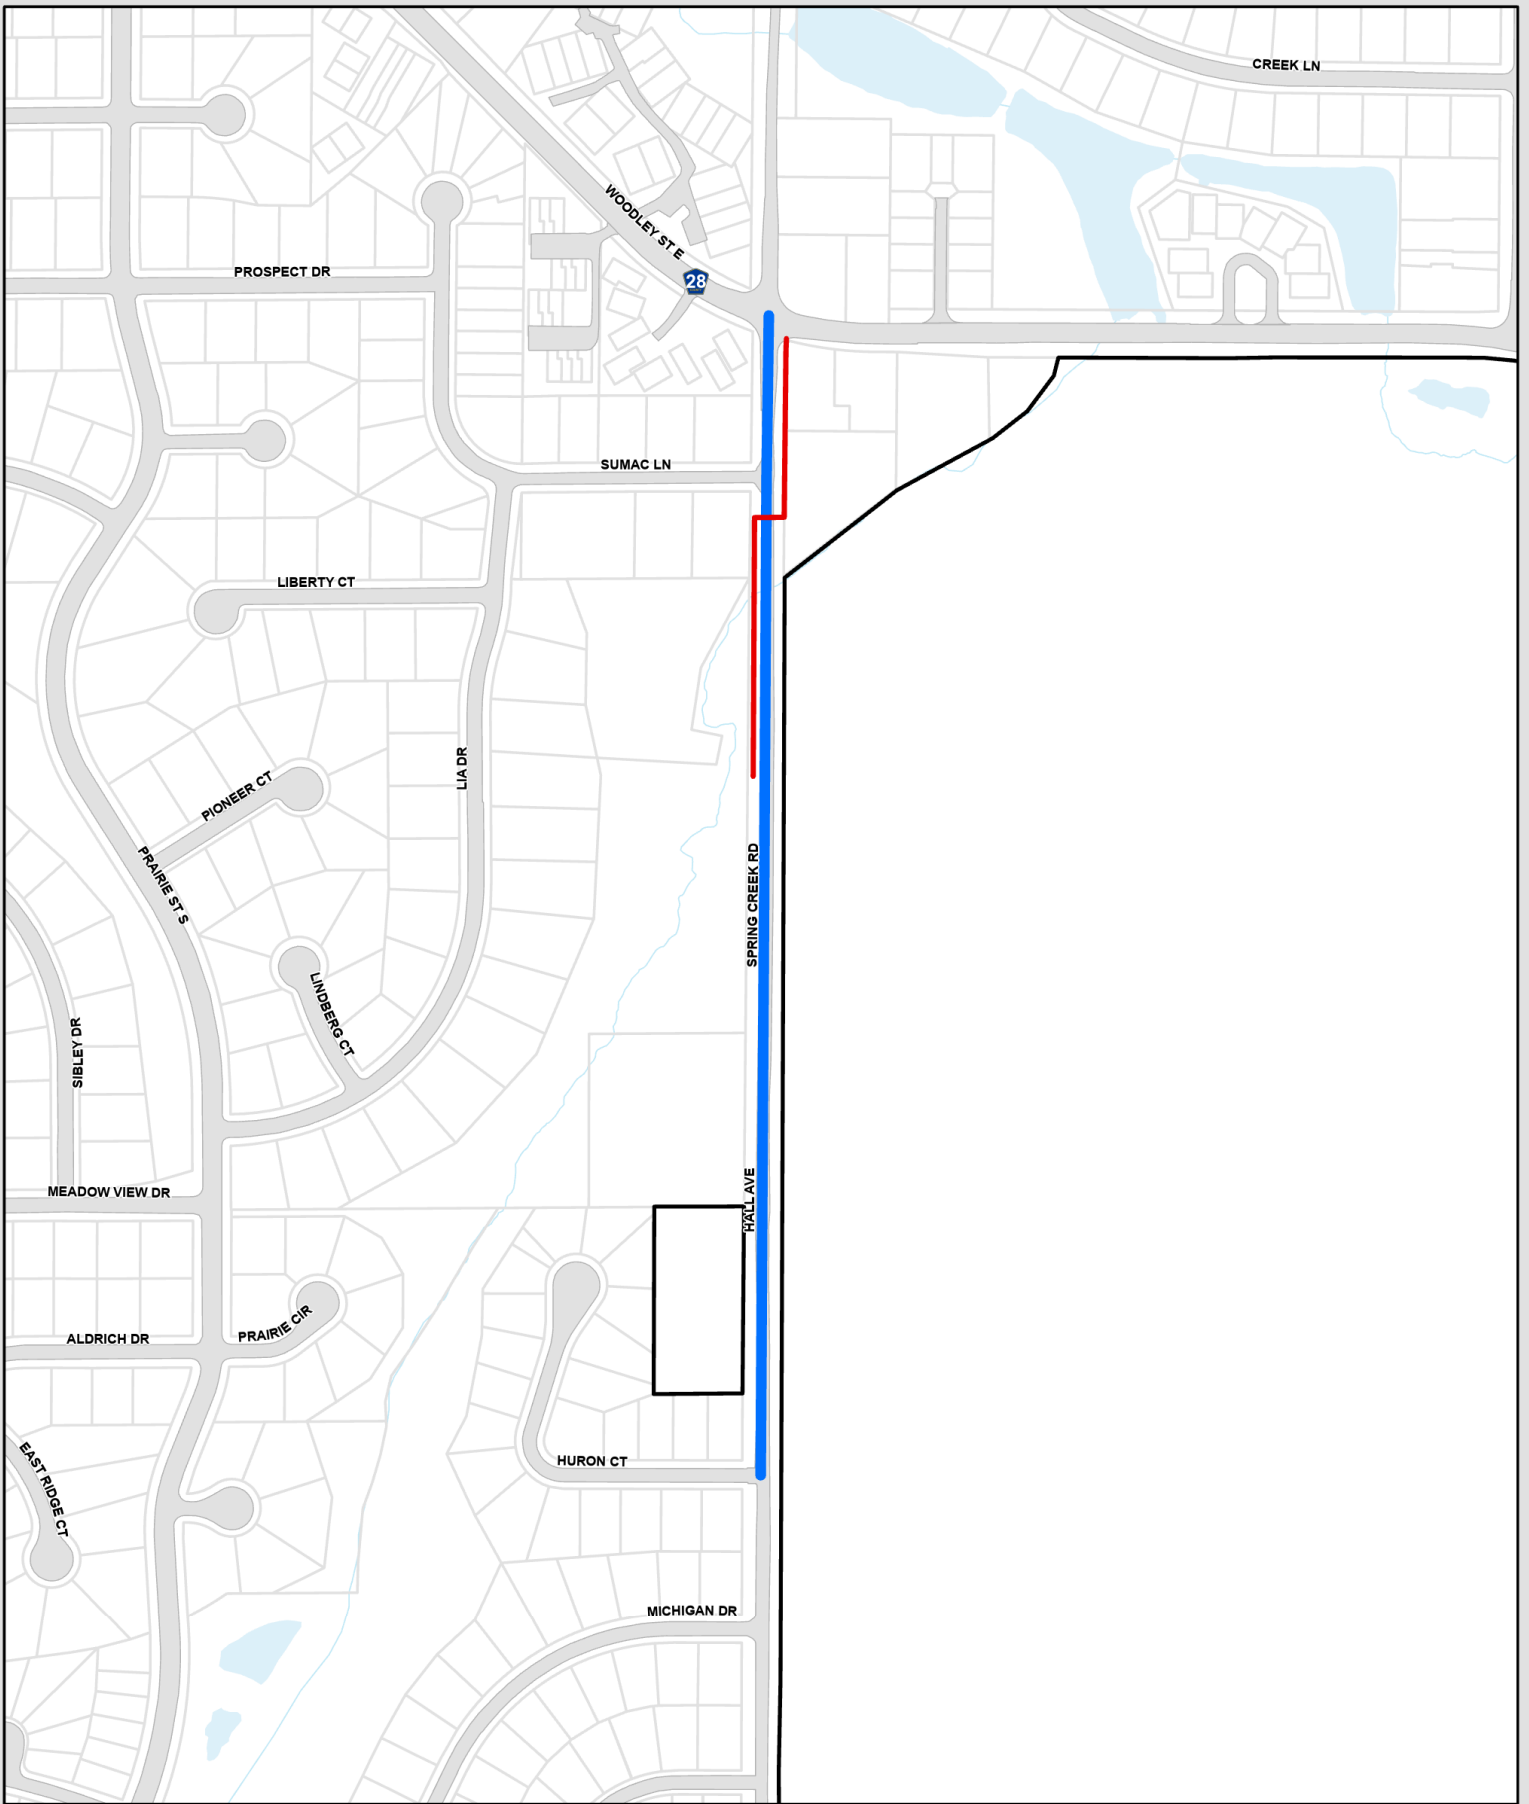 CREEK LN
WOODLEY ST E
28
PROSPECT DR
SUMAC LN
LIBERTY CT
LIA DR
PIONEER CT
PRAIRIE ST S
SPRING CREEK RD
LINDBERG CT
SIBLEY DR
MEADOW VIEW DR
HALL AVE
PRAIRIE CIR
ALDRICH DR
EAST RIDGE CT
HURON CT
MICHIGAN DR